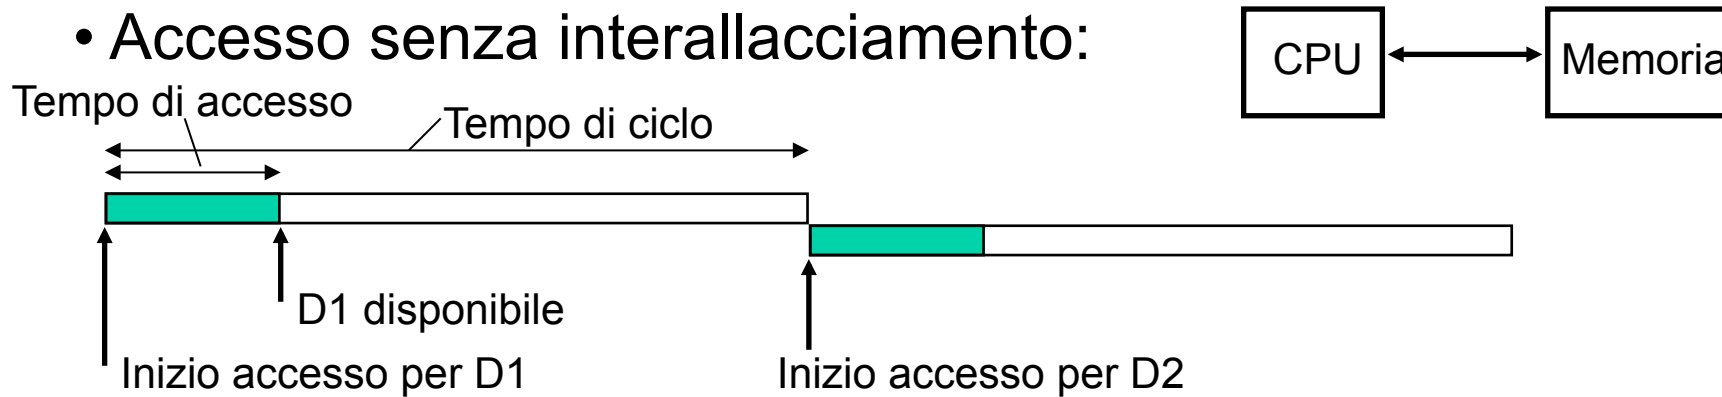 • Accesso senza interallacciamento:
CPU
Memoria
Tempo di accesso
Tempo di ciclo
D1 disponibile
Inizio accesso per D1
Inizio accesso per D2